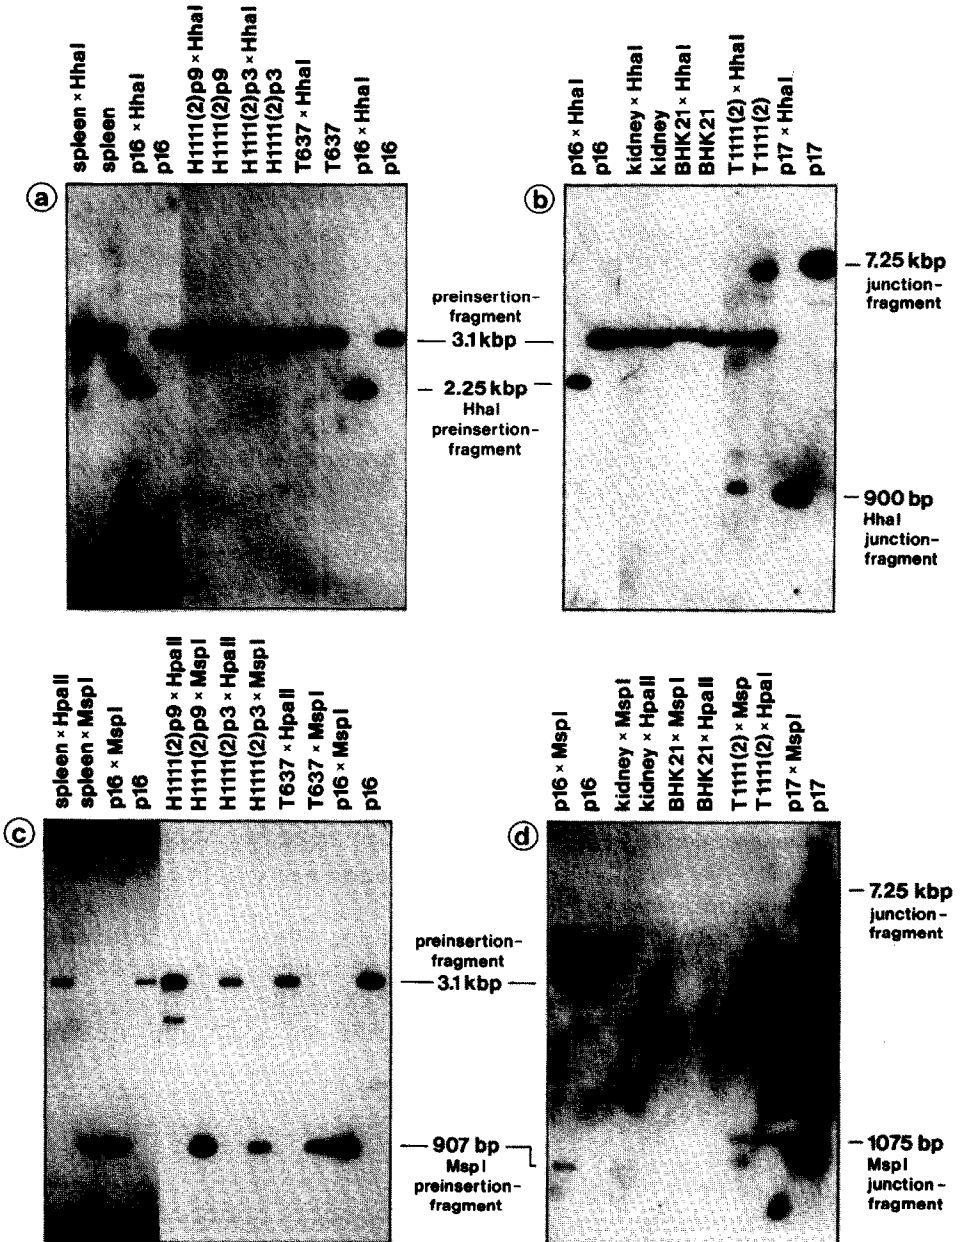 spleen × HhaI
spleen
p16 × HhaI
p16
H1111(2)p9 × HhaI
H1111(2)p9
H1111(2)p3 × HhaI
H1111(2)p3
T637 × HhaI
T637
p16 × HhaI
p16
a
p16 × HhaI
p16
kidney × HhaI
kidney
BHK21 × HhaI
BHK21
T1111(2) × HhaI
T1111(2)
p17 × HhaI
p17
b
preinsertion-
fragment
3.1 kbp
2.25 kbp
HhaI
preinsertion-
fragment
7.25 kbp
junction-
fragment
900 bp
HhaI
junction-
fragment
spleen × HpaII
spleen × MspI
p16 × MspI
p16
H1111(2)p9 × HpaII
H1111(2)p9 × MspI
H1111(2)p3 × HpaII
H1111(2)p3 × MspI
T637 × HpaII
T637 × MspI
p16 × MspI
p16
c
p16 × MspI
p16
kidney × MspI
kidney × HpaII
BHK21 × MspI
BHK21 × HpaII
T1111(2) × Msp
T1111(2) × HpaI
p17 × MspI
p17
d
preinsertion-
fragment
3.1 kbp
907 bp
MspI
preinsertion-
fragment
7.25 kbp
junction-
fragment
1075 bp
MspI
junction-
fragment